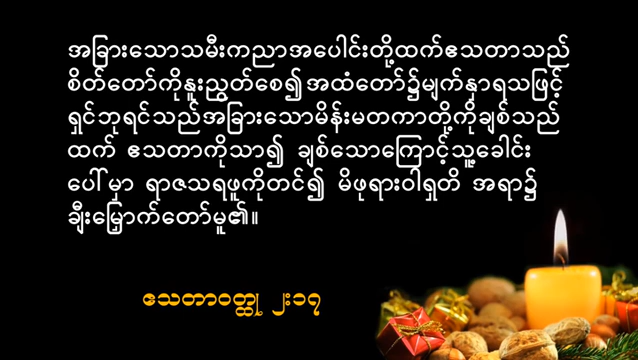 အခြားသောသမီးကညာအပေါင်းတို့ထက်ဧသတာသည်
စိတ်တော်ကိုနူးညွတ်စေ၍ အထံတော်၌မျက်နှာရသဖြင့်
ရှင်ဘုရင်သည်အခြားသောမိန်းမတကာတို့ကိုချစ်သည်
ထက် ဧသတာကိုသာ၍ ချစ်သောကြောင့်သူ့ခေါင်း
ပေါ်မှာ ရာဇသရဖူကိုတင်၍ မိဖုရားဝါရှတိ အရာ၌
ချီးမြှောက်တော်မူ၏။
ဧသတာဝတ္ထု ၂း၁၇